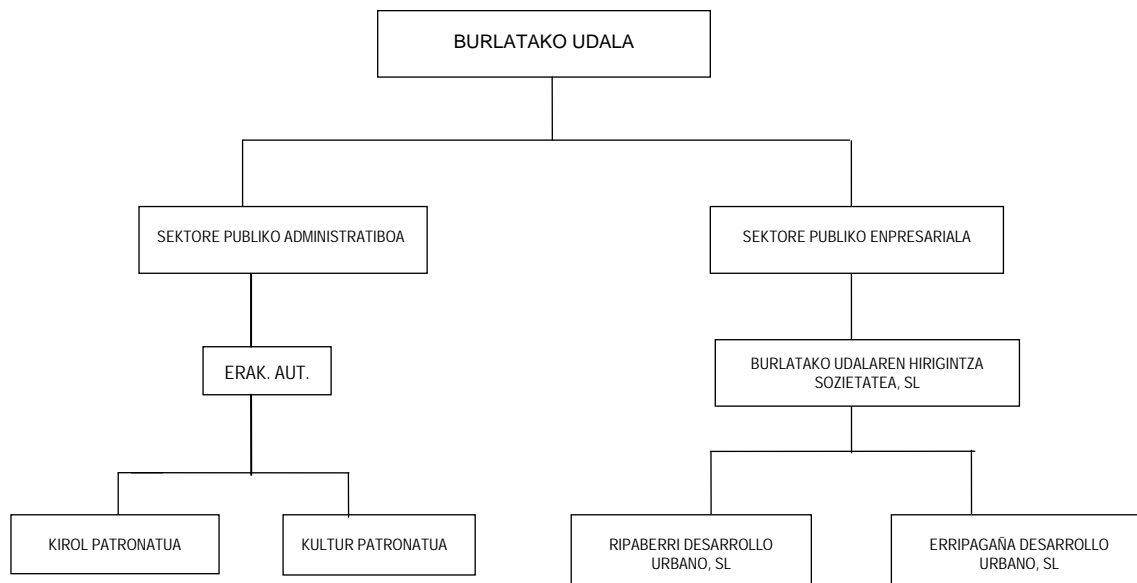 BURLATAKO UDALA
SEKTORE PUBLIKO ADMINISTRATIBOA
SEKTORE PUBLIKO ENPRESARIALA
ERAK. AUT.
BURLATAKO UDALAREN HIRIGINTZA
SOZIETATEA, SL
KIROL PATRONATUA
KULTUR PATRONATUA
RIPABERRI DESARROLLO
URBANO, SL
ERRIPAGAÑA DESARROLLO
URBANO, SL